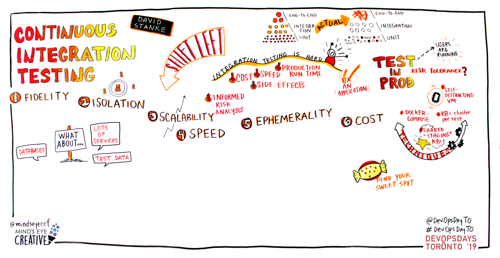 CONTINUOUS
INTEGRATION
TESTING
DAVID
STANKE
① FIDELITY
② ISOLATION
③ SCALABILITY
④ SPEED
⑤ EPHEMERALITY
⑥ COST
DATABASES
WHAT
ABOUT...
LOTS
OF
SERVICES
TEST DATA
SHIFT LEFT
INFORMED
RISK
ANALYSIS
INTEGRATION TESTING IS HARD
COST
SPEED
PRODUCTION
RUN TIME
SIDE EFFECTS
END-TO-END
INTEGRATION
UNIT
ACTUAL
END-TO-END
INTEGRATION
UNIT
APPLICATION
TEST
IN
PROD
USERS
ARE
RUNNING
RISK TOLERANCE?
SELF-
DESTRUCTING
VM
DOCKER
COMPOSE
K8s CLUSTER
per test
SHARED
"STAGING"
K8s
TECHNIQUES
FIND YOUR
SWEET SPOT
@mindseyeccf
MIND'S EYE
CREATIVE
@DevOpsDayTO
#DevOpsDayTO
DEVOPSDAYS
TORONTO '19